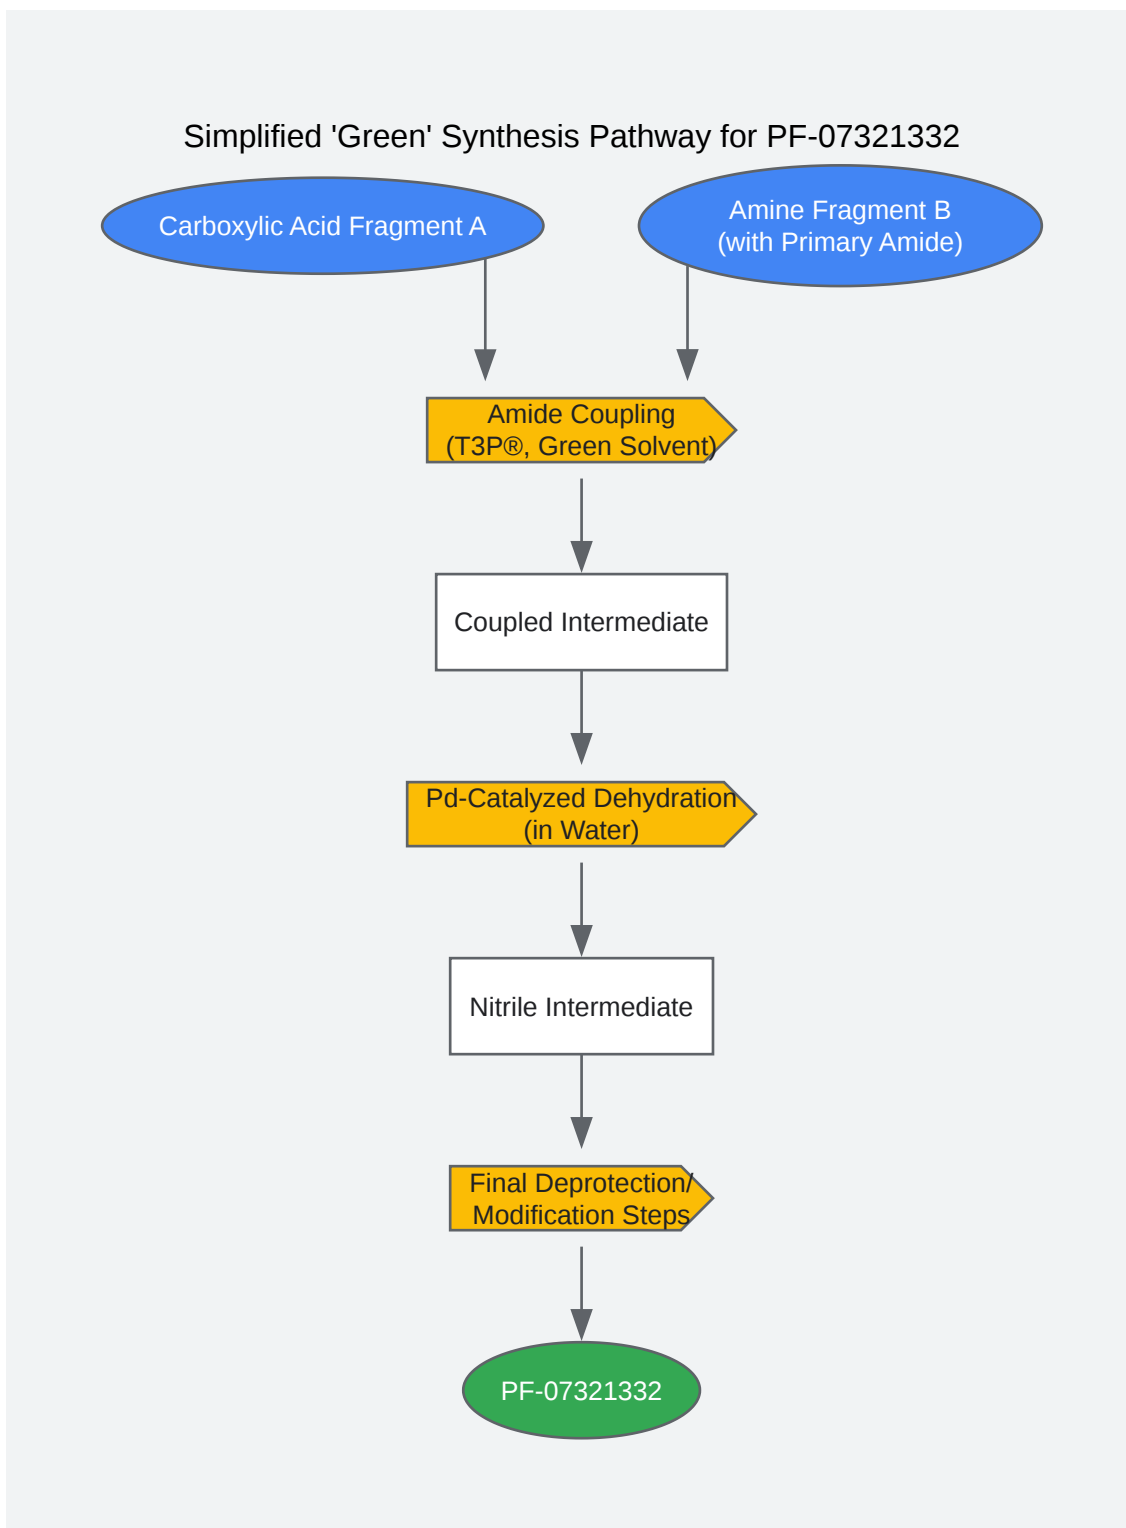 Simplified 'Green' Synthesis Pathway for PF-07321332
Carboxylic Acid Fragment A
Amine Fragment B
(with Primary Amide)
Amide Coupling
(T3P®, Green Solvent)
Coupled Intermediate
Pd-Catalyzed Dehydration
(in Water)
Nitrile Intermediate
Final Deprotection/
Modification Steps
PF-07321332